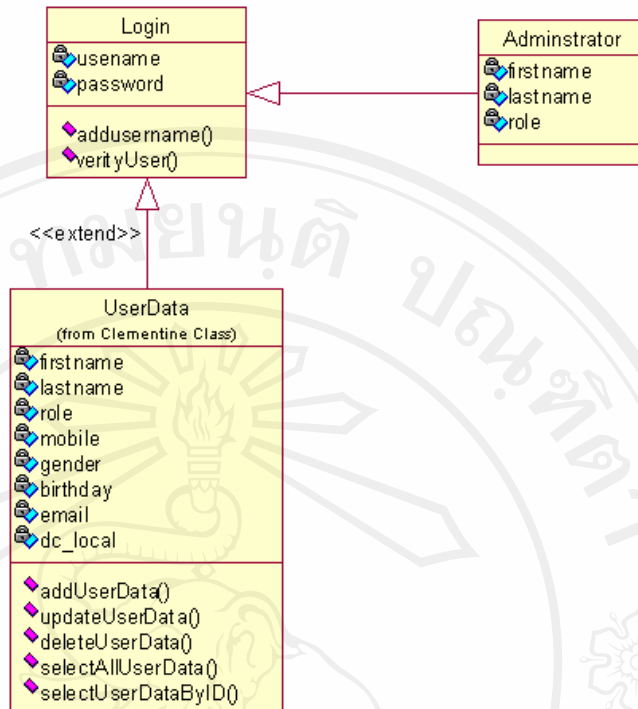 Login
usename
password
addusername()
verityUser()
Adminstrator
firstname
lastname
role
<<extend>>
UserData
(from Clementine Class)
firstname
lastname
role
mobile
gender
birthday
email
dc_local
addUserData()
updateUserData()
deleteUserData()
selectAllUserData()
selectUserDataByID()